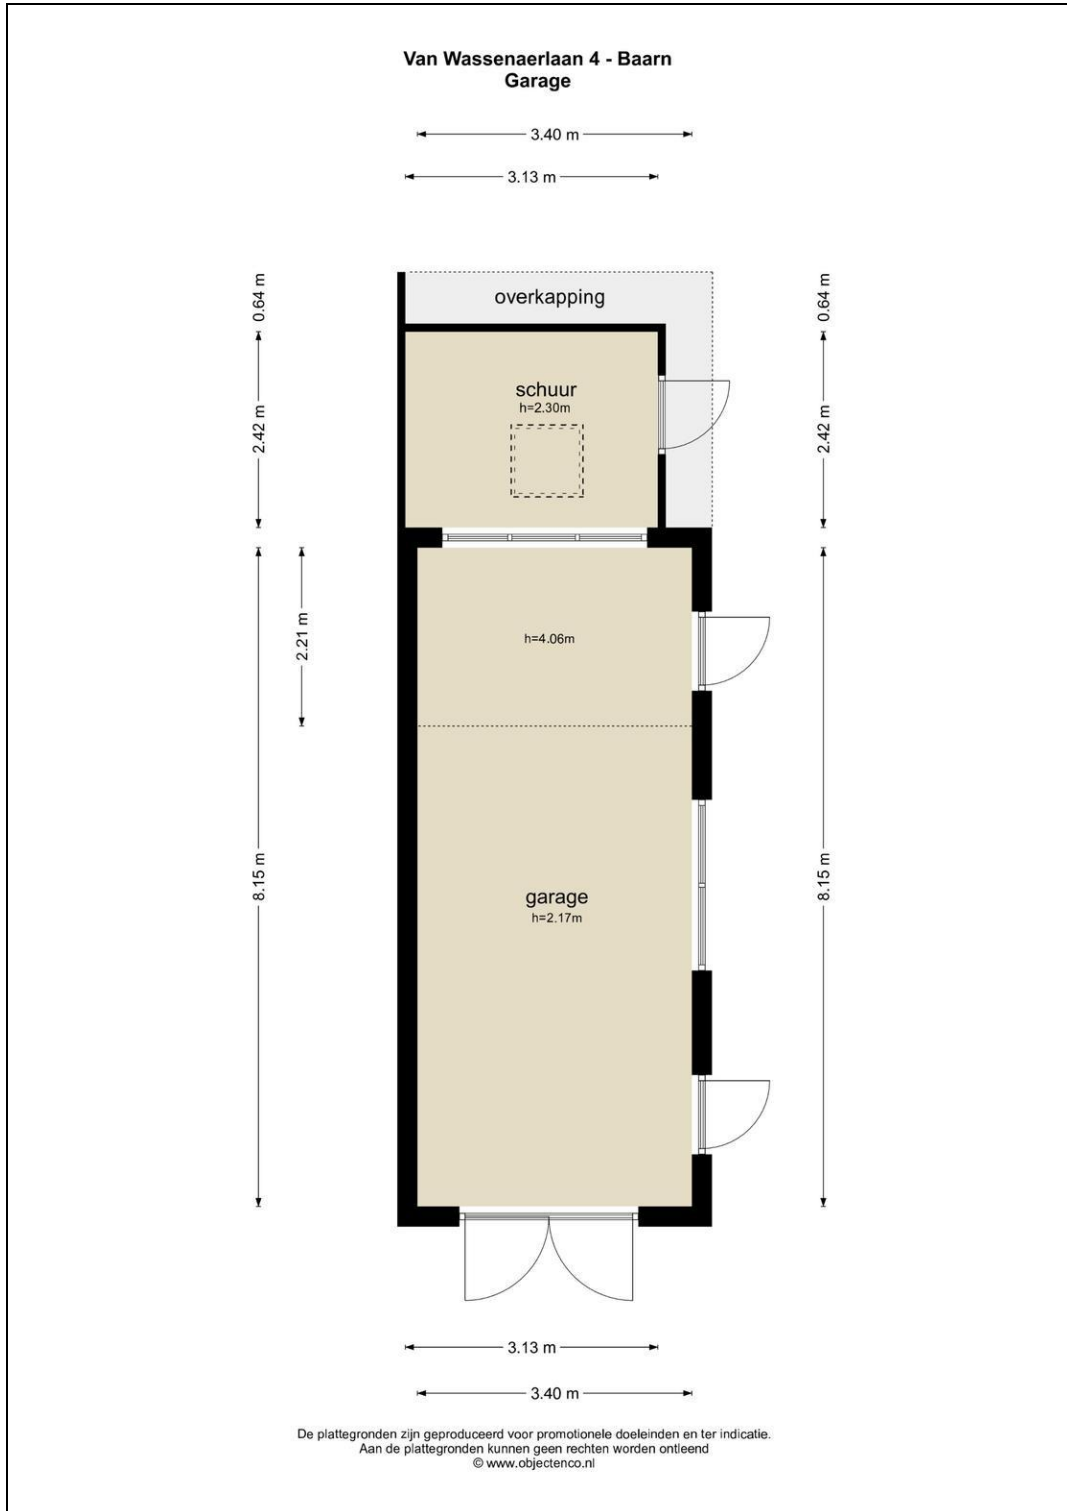 Van Wassenaerlaan 4 - Baarn
Garage
3.40 m
3.13 m
0.64 m
0.64 m
overkapping
2.42 m
schuur
h=2.30m
2.42 m
2.21 m
h=4.06m
8.15 m
garage
h=2.17m
8.15 m
3.13 m
3.40 m
De plattegronden zijn geproduceerd voor promotionele doeleinden en ter indicatie.
Aan de plattegronden kunnen geen rechten worden ontleend
© www.objectenco.nl